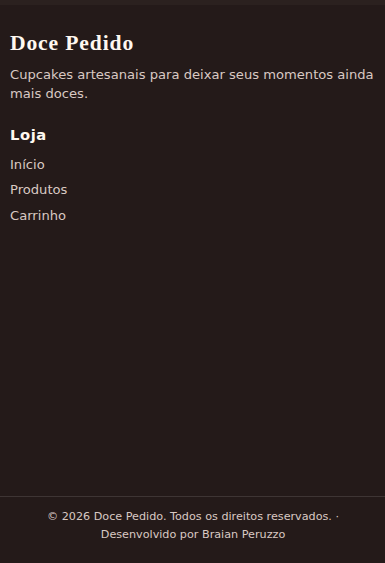 Doce Pedido
Cupcakes artesanais para deixar seus momentos ainda
mais doces.
Loja
Início
Produtos
Carrinho
© 2026 Doce Pedido. Todos os direitos reservados. ·
Desenvolvido por Braian Peruzzo